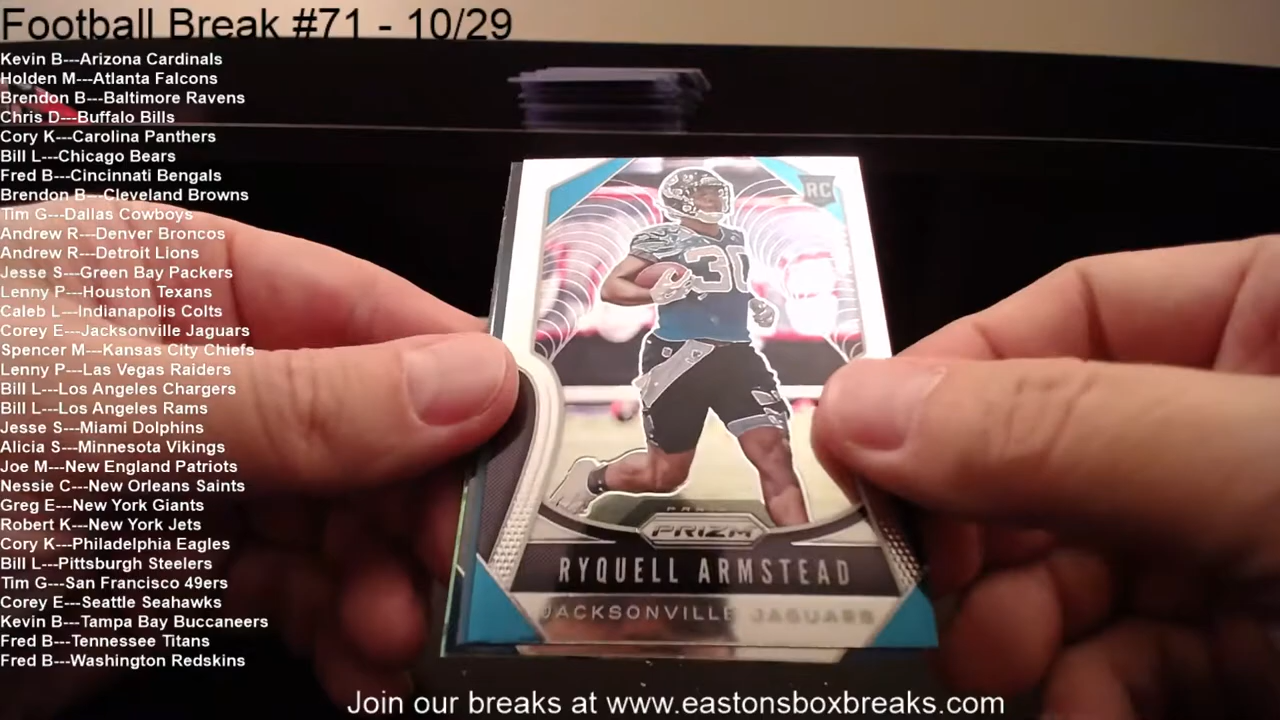 Football Break #71 - 10/29
Kevin B---Arizona Cardinals
Holden M---Atlanta Falcons
Brendon B---Baltimore Ravens
Chris D---Buffalo Bills
Cory K---Carolina Panthers
Bill L---Chicago Bears
Fred B---Cincinnati Bengals
Brendon B---Cleveland Browns
Tim G---Dallas Cowboys
Andrew R---Denver Broncos
Andrew R---Detroit Lions
Jesse S---Green Bay Packers
Lenny P---Houston Texans
Caleb L---Indianapolis Colts
Corey E---Jacksonville Jaguars
Spencer M---Kansas City Chiefs
Lenny P---Las Vegas Raiders
Bill L---Los Angeles Chargers
Bill L---Los Angeles Rams
Jesse S---Miami Dolphins
Alicia S---Minnesota Vikings
Joe M---New England Patriots
Nessie C---New Orleans Saints
Greg E---New York Giants
Robert K---New York Jets
Cory K---Philadelphia Eagles
Bill L---Pittsburgh Steelers
Tim G---San Francisco 49ers
Corey E---Seattle Seahawks
Kevin B---Tampa Bay Buccaneers
Fred B---Tennessee Titans
Fred B---Washington Redskins
RC
30
PANINI
PRIZM
RYQUELL ARMSTEAD
JACKSONVILLE JAGUARS
Join our breaks at www.eastonsboxbreaks.com